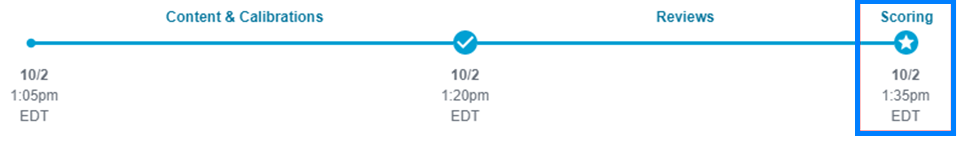 Content & Calibrations
Reviews
Scoring
10/2
1:05pm
EDT
10/2
1:20pm
EDT
10/2
1:35pm
EDT